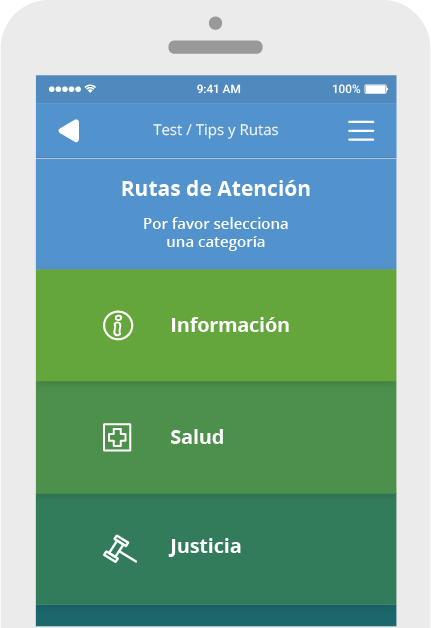 9:41 AM 100%
Test / Tips y Rutas
Rutas de Atención
Por favor selecciona
una categoría
Información
Salud
Justicia